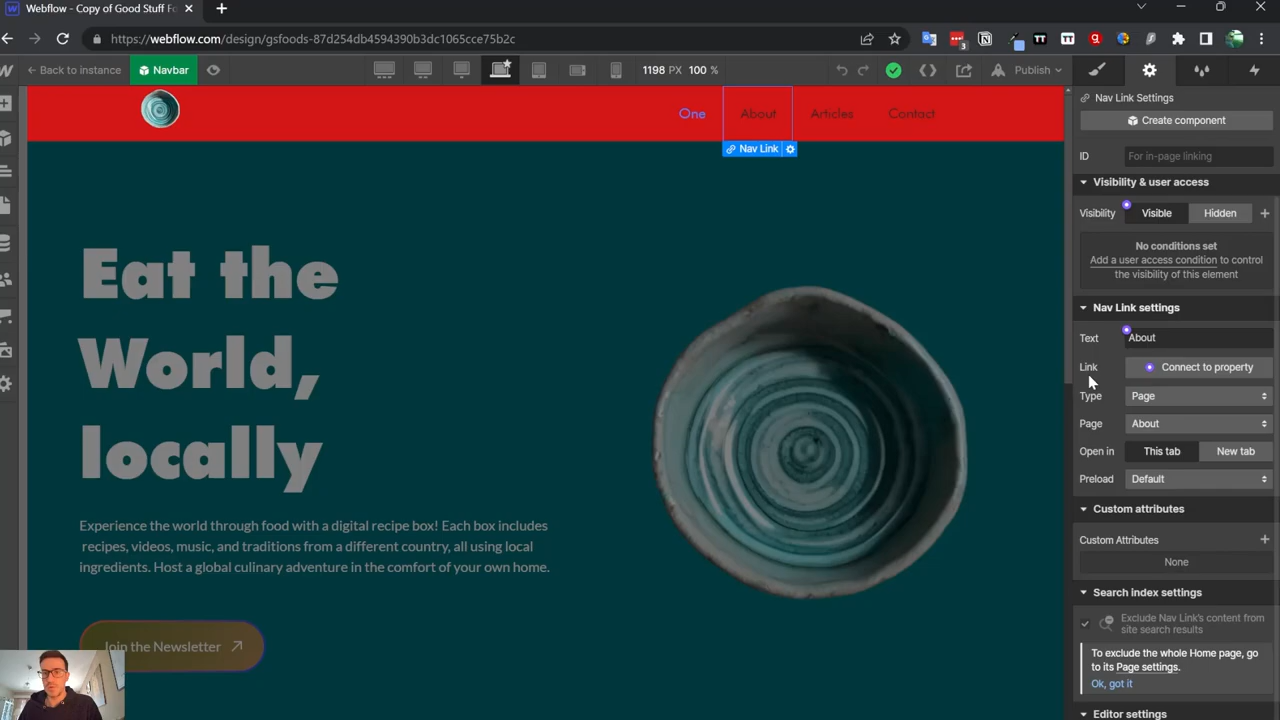 Webflow - Copy of Good Stuff Fo
https://webflow.com/design/gsfoods-87d254db4594390b3dc1065cce75b2c
3
Back to instance
Navbar
1198 PX 100 %
Publish
One
About
Articles
Contact
Nav Link
Eat the
World,
locally
Experience the world through food with a digital recipe box! Each box includes
recipes, videos, music, and traditions from a different country, all using local
ingredients. Host a global culinary adventure in the comfort of your own home.
Join the Newsletter
Nav Link Settings
Create component
ID
For in-page linking
Visibility & user access
Visibility
Visible
Hidden
No conditions set
Add a user access condition to control
the visibility of this element
Nav Link settings
Text
About
Link
Connect to property
Type
Page
Page
About
Open in
This tab
New tab
Preload
Default
Custom attributes
Custom Attributes
None
Search index settings
Exclude Nav Link's content from
site search results
To exclude the whole Home page, go
to its Page settings.
Ok, got it
Editor settings